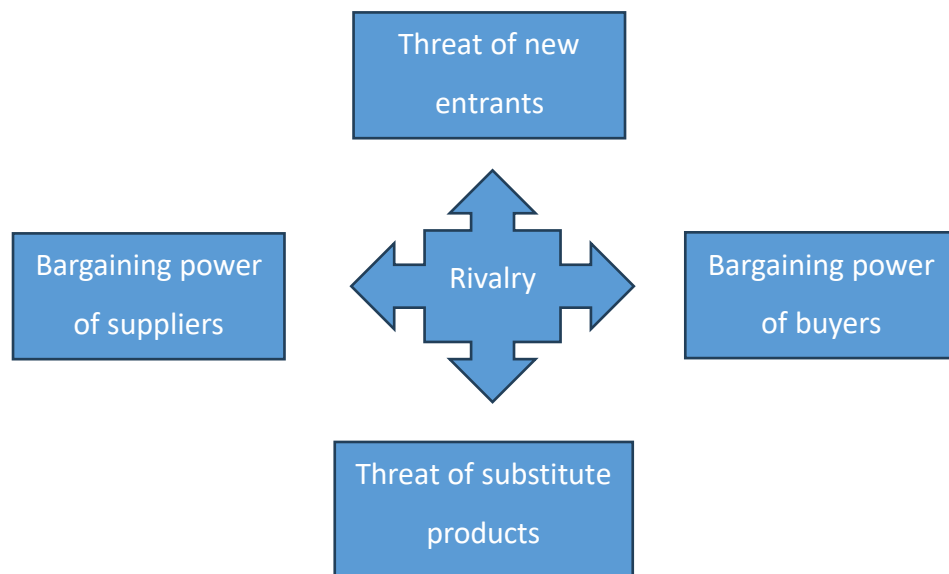 Threat of new
entrants
Bargaining power
of suppliers
Rivalry
Bargaining power
of buyers
Threat of substitute
products